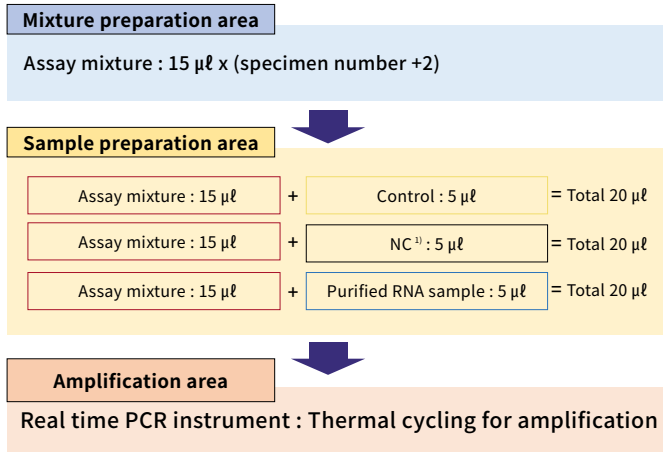 Mixture preparation area
Assay mixture : 15 µℓ x (specimen number +2)
Sample preparation area
Assay mixture : 15 µℓ + Control : 5 µℓ = Total 20 µℓ
Assay mixture : 15 µℓ + NC ¹⁾ : 5 µℓ = Total 20 µℓ
Assay mixture : 15 µℓ + Purified RNA sample : 5 µℓ = Total 20 µℓ
Amplification area
Real time PCR instrument : Thermal cycling for amplification